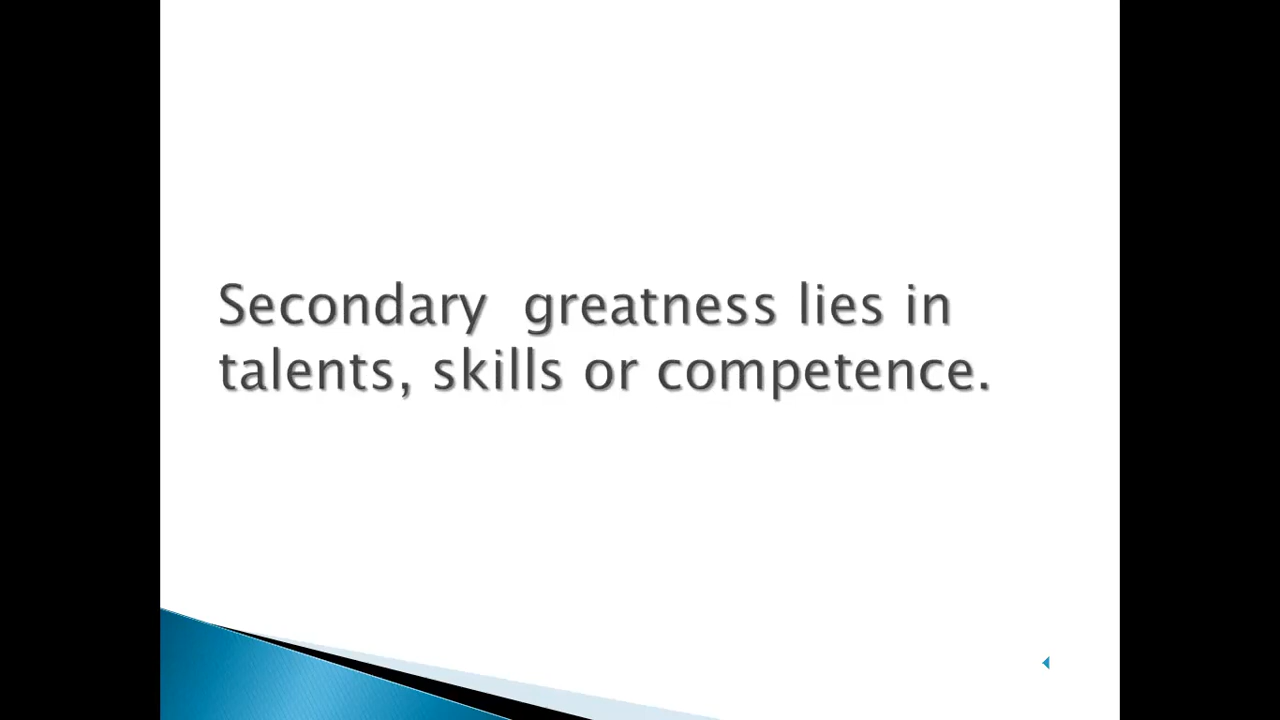 Secondary  greatness lies in
talents, skills or competence.